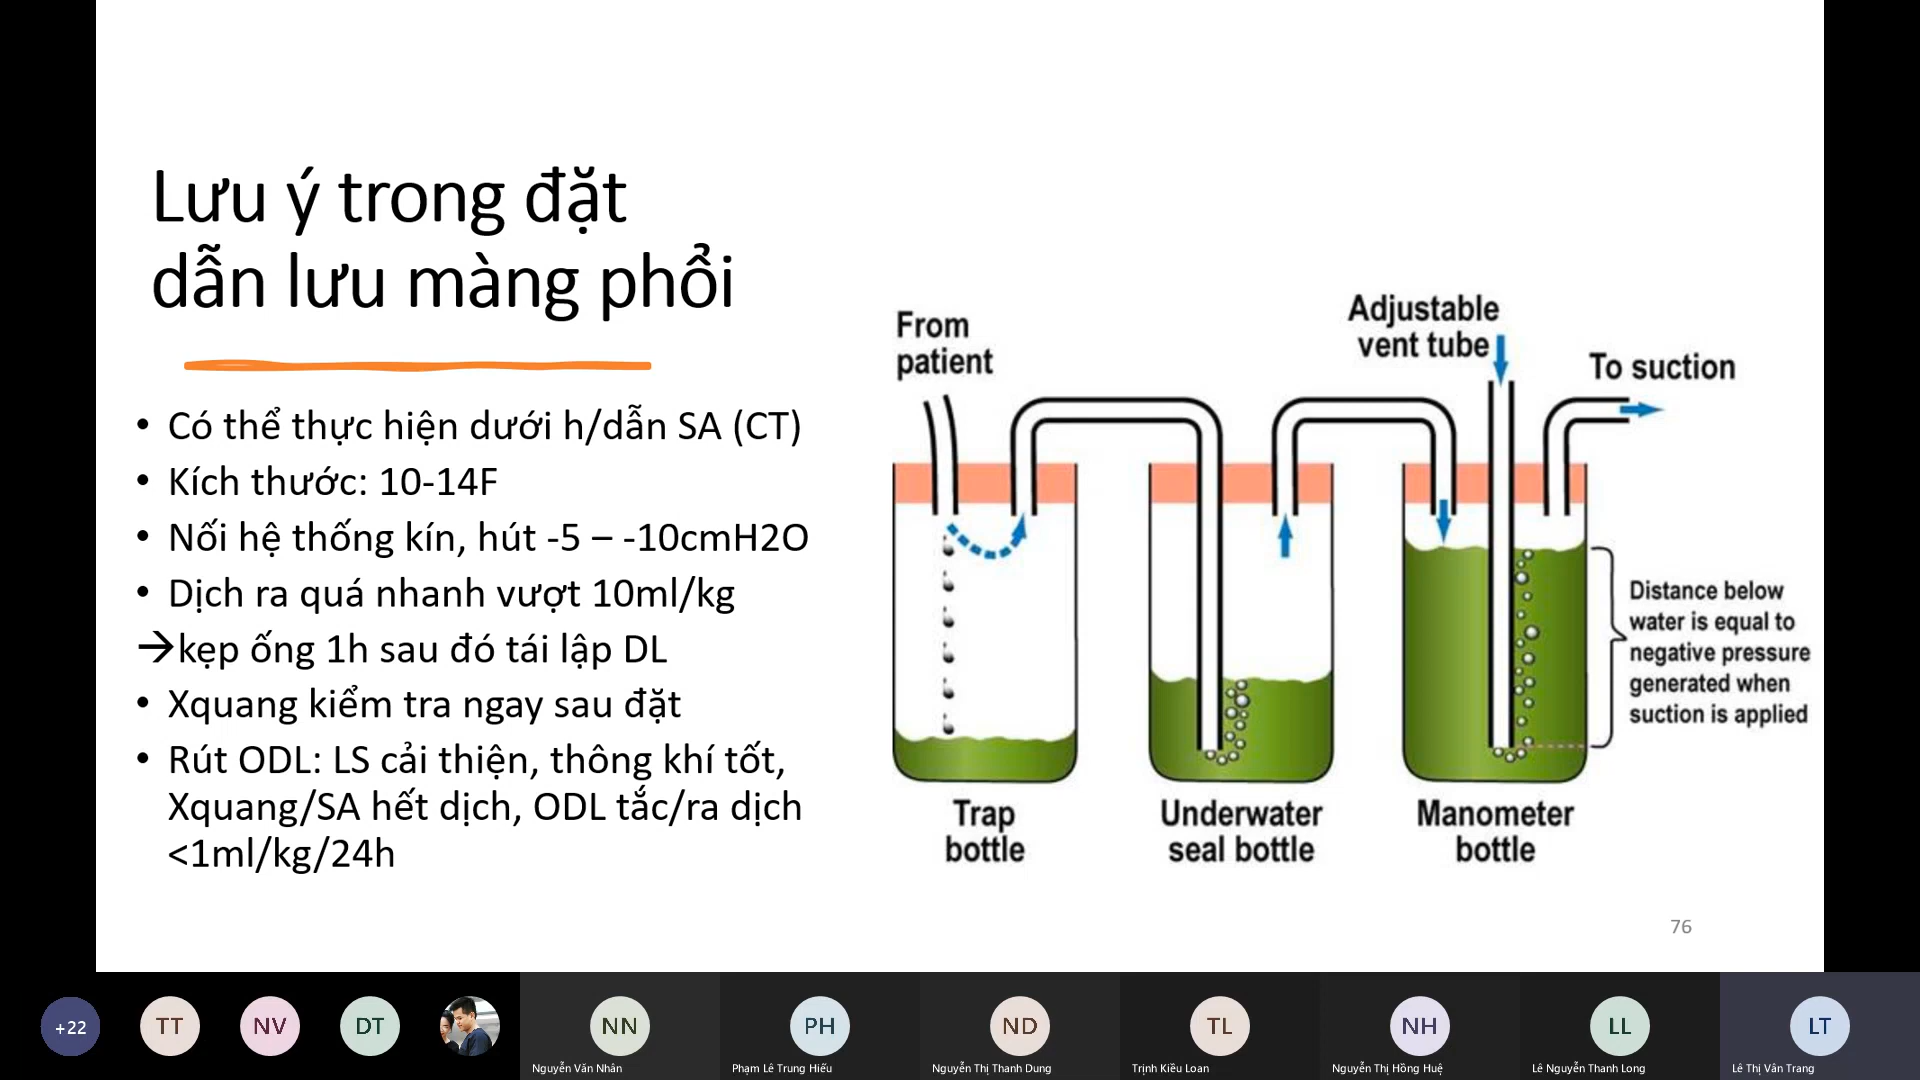 Lưu ý trong đặt
dẫn lưu màng phổi
• Có thể thực hiện dưới h/dẫn SA (CT)
• Kích thước: 10-14F
• Nối hệ thống kín, hút -5 – -10cmH2O
• Dịch ra quá nhanh vượt 10ml/kg
→kẹp ống 1h sau đó tái lập DL
• Xquang kiểm tra ngay sau đặt
• Rút ODL: LS cải thiện, thông khí tốt,
Xquang/SA hết dịch, ODL tắc/ra dịch
<1ml/kg/24h
From
patient
Adjustable
vent tube
To suction
Distance below
water is equal to
negative pressure
generated when
suction is applied
Trap
bottle
Underwater
seal bottle
Manometer
bottle
76
+22
TT
NV
DT
NN
PH
ND
TL
NH
LL
LT
Nguyễn Văn Nhân
Phạm Lê Trung Hiếu
Nguyễn Thị Thanh Dung
Trịnh Kiều Loan
Nguyễn Thị Hồng Huệ
Lê Nguyễn Thanh Long
Lê Thị Vân Trang